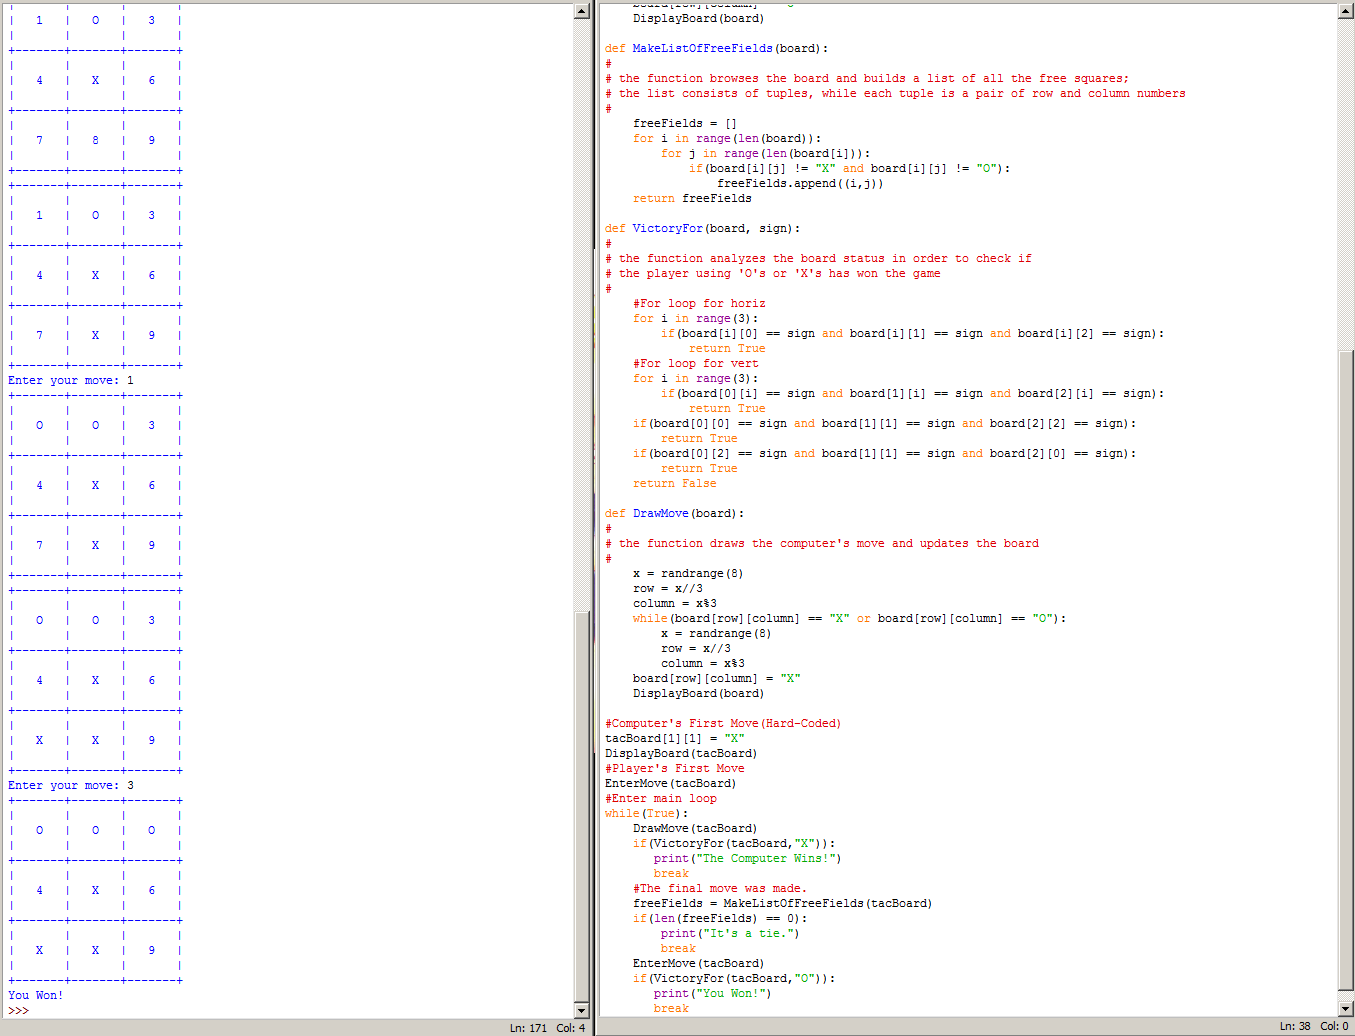 |   1   |   O   |   3   |
|       |       |       |
+-------+-------+-------+
|       |       |       |
|   4   |   X   |   6   |
|       |       |       |
+-------+-------+-------+
|       |       |       |
|   7   |   8   |   9   |
|       |       |       |
+-------+-------+-------+
+-------+-------+-------+
|       |       |       |
|   1   |   O   |   3   |
|       |       |       |
+-------+-------+-------+
|       |       |       |
|   4   |   X   |   6   |
|       |       |       |
+-------+-------+-------+
|       |       |       |
|   7   |   X   |   9   |
|       |       |       |
+-------+-------+-------+
Enter your move: 1
+-------+-------+-------+
|       |       |       |
|   O   |   O   |   3   |
|       |       |       |
+-------+-------+-------+
|       |       |       |
|   4   |   X   |   6   |
|       |       |       |
+-------+-------+-------+
|       |       |       |
|   7   |   X   |   9   |
|       |       |       |
+-------+-------+-------+
+-------+-------+-------+
|       |       |       |
|   O   |   O   |   3   |
|       |       |       |
+-------+-------+-------+
|       |       |       |
|   4   |   X   |   6   |
|       |       |       |
+-------+-------+-------+
|       |       |       |
|   X   |   X   |   9   |
|       |       |       |
+-------+-------+-------+
Enter your move: 3
+-------+-------+-------+
|       |       |       |
|   O   |   O   |   O   |
|       |       |       |
+-------+-------+-------+
|       |       |       |
|   4   |   X   |   6   |
|       |       |       |
+-------+-------+-------+
|       |       |       |
|   X   |   X   |   9   |
|       |       |       |
+-------+-------+-------+
You Won!
>>>
Ln: 171 Col: 4
    DisplayBoard(board)

def MakeListOfFreeFields(board):
#
# the function browses the board and builds a list of all the free squares;
# the list consists of tuples, while each tuple is a pair of row and column numbers
#
    freeFields = []
    for i in range(len(board)):
        for j in range(len(board[i])):
            if(board[i][j] != "X" and board[i][j] != "O"):
                freeFields.append((i,j))
    return freeFields

def VictoryFor(board, sign):
#
# the function analyzes the board status in order to check if
# the player using 'O's or 'X's has won the game
#
    #For loop for horiz
    for i in range(3):
        if(board[i][0] == sign and board[i][1] == sign and board[i][2] == sign):
            return True
    #For loop for vert
    for i in range(3):
        if(board[0][i] == sign and board[1][i] == sign and board[2][i] == sign):
            return True
    if(board[0][0] == sign and board[1][1] == sign and board[2][2] == sign):
        return True
    if(board[0][2] == sign and board[1][1] == sign and board[2][0] == sign):
        return True
    return False

def DrawMove(board):
#
# the function draws the computer's move and updates the board
#
    x = randrange(8)
    row = x//3
    column = x%3
    while(board[row][column] == "X" or board[row][column] == "O"):
        x = randrange(8)
        row = x//3
        column = x%3
    board[row][column] = "X"
    DisplayBoard(board)

#Computer's First Move(Hard-Coded)
tacBoard[1][1] = "X"
DisplayBoard(tacBoard)
#Player's First Move
EnterMove(tacBoard)
#Enter main loop
while(True):
    DrawMove(tacBoard)
    if(VictoryFor(tacBoard,"X")):
       print("The Computer Wins!")
       break
    #The final move was made.
    freeFields = MakeListOfFreeFields(tacBoard)
    if(len(freeFields) == 0):
        print("It's a tie.")
        break
    EnterMove(tacBoard)
    if(VictoryFor(tacBoard,"O")):
       print("You Won!")
       break
Ln: 38 Col: 0